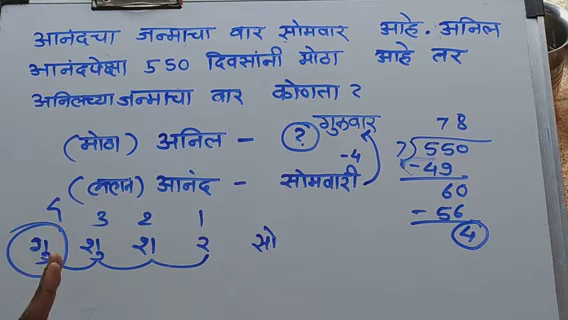 आनंदचा जन्माचा वार सोमवार आहे. अनिल
आनंदपेक्षा 550 दिवसांनी मोठा आहे तर
अनिलच्या जन्माचा वार कोणता ?
(मोठा) अनिल - ? गुरुवार
(लहान) आनंद - सोमवारी -4
4 3 2 1
गु शु श र सो
78
7 550
-49
60
- 56
4